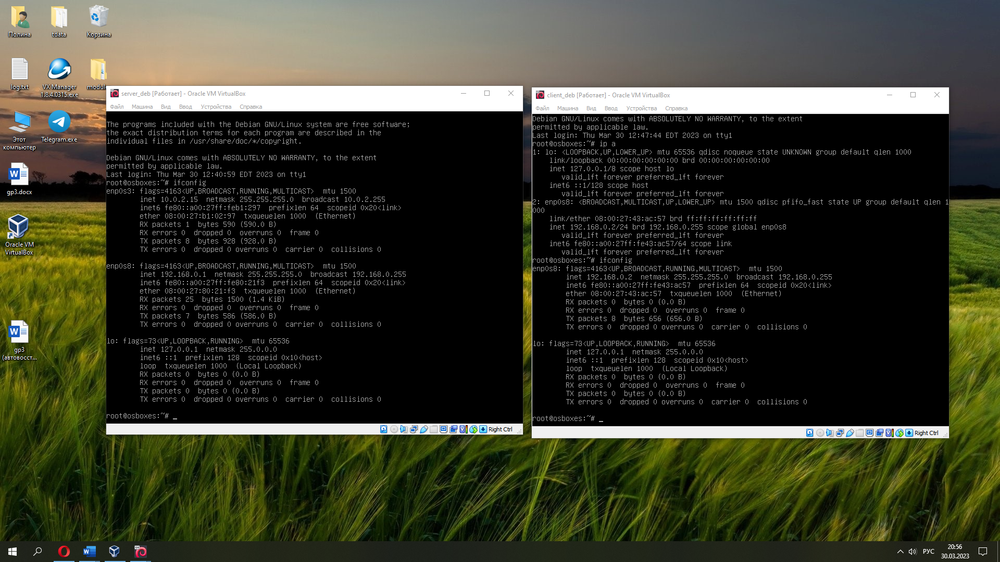 Полина
tdata
Корзина
log.txt
VX Manager
1.8.4.0315.exe
modul
Этот
компьютер
Telegram.exe
gp3.docx
Oracle VM
VirtualBox
gp3
(автовосст...
server_deb [Работает] - Oracle VM VirtualBox
Файл Машина Вид Ввод Устройства Справка
The programs included with the Debian GNU/Linux system are free software;
the exact distribution terms for each program are described in the
individual files in /usr/share/doc/*/copyright.
Debian GNU/Linux comes with ABSOLUTELY NO WARRANTY, to the extent
permitted by applicable law.
Last login: Thu Mar 30 12:40:59 EDT 2023 on tty1
root@osboxes:~# ifconfig
enp0s3: flags=4163<UP,BROADCAST,RUNNING,MULTICAST>  mtu 1500
inet 10.0.2.15  netmask 255.255.255.0  broadcast 10.0.2.255
inet6 fe80::a00:27ff:feb1:297  prefixlen 64  scopeid 0x20<link>
ether 08:00:27:b1:02:97  txqueuelen 1000  (Ethernet)
RX packets 1  bytes 590 (590.0 B)
RX errors 0  dropped 0  overruns 0  frame 0
TX packets 8  bytes 928 (928.0 B)
TX errors 0  dropped 0 overruns 0  carrier 0  collisions 0
enp0s8: flags=4163<UP,BROADCAST,RUNNING,MULTICAST>  mtu 1500
inet 192.168.0.1  netmask 255.255.255.0  broadcast 192.168.0.255
inet6 fe80::a00:27ff:fe80:21f3  prefixlen 64  scopeid 0x20<link>
ether 08:00:27:80:21:f3  txqueuelen 1000  (Ethernet)
RX packets 25  bytes 1500 (1.4 KiB)
RX errors 0  dropped 0  overruns 0  frame 0
TX packets 7  bytes 586 (586.0 B)
TX errors 0  dropped 0 overruns 0  carrier 0  collisions 0
lo: flags=73<UP,LOOPBACK,RUNNING>  mtu 65536
inet 127.0.0.1  netmask 255.0.0.0
inet6 ::1  prefixlen 128  scopeid 0x10<host>
loop  txqueuelen 1000  (Local Loopback)
RX packets 0  bytes 0 (0.0 B)
RX errors 0  dropped 0  overruns 0  frame 0
TX packets 0  bytes 0 (0.0 B)
TX errors 0  dropped 0 overruns 0  carrier 0  collisions 0
root@osboxes:~# _
Right Ctrl
client_deb [Работает] - Oracle VM VirtualBox
Файл Машина Вид Ввод Устройства Справка
Debian GNU/Linux comes with ABSOLUTELY NO WARRANTY, to the extent
permitted by applicable law.
Last login: Thu Mar 30 12:47:44 EDT 2023 on tty1
root@osboxes:~# ip a
1: lo: <LOOPBACK,UP,LOWER_UP> mtu 65536 qdisc noqueue state UNKNOWN group default qlen 1000
link/loopback 00:00:00:00:00:00 brd 00:00:00:00:00:00
inet 127.0.0.1/8 scope host lo
valid_lft forever preferred_lft forever
inet6 ::1/128 scope host
valid_lft forever preferred_lft forever
2: enp0s8: <BROADCAST,MULTICAST,UP,LOWER_UP> mtu 1500 qdisc pfifo_fast state UP group default qlen 1
000
link/ether 08:00:27:43:ac:57 brd ff:ff:ff:ff:ff:ff
inet 192.168.0.2/24 brd 192.168.0.255 scope global enp0s8
valid_lft forever preferred_lft forever
inet6 fe80::a00:27ff:fe43:ac57/64 scope link
valid_lft forever preferred_lft forever
root@osboxes:~# ifconfig
enp0s8: flags=4163<UP,BROADCAST,RUNNING,MULTICAST>  mtu 1500
inet 192.168.0.2  netmask 255.255.255.0  broadcast 192.168.0.255
inet6 fe80::a00:27ff:fe43:ac57  prefixlen 64  scopeid 0x20<link>
ether 08:00:27:43:ac:57  txqueuelen 1000  (Ethernet)
RX packets 0  bytes 0 (0.0 B)
RX errors 0  dropped 0  overruns 0  frame 0
TX packets 8  bytes 656 (656.0 B)
TX errors 0  dropped 0 overruns 0  carrier 0  collisions 0
lo: flags=73<UP,LOOPBACK,RUNNING>  mtu 65536
inet 127.0.0.1  netmask 255.0.0.0
inet6 ::1  prefixlen 128  scopeid 0x10<host>
loop  txqueuelen 1000  (Local Loopback)
RX packets 0  bytes 0 (0.0 B)
RX errors 0  dropped 0  overruns 0  frame 0
TX packets 0  bytes 0 (0.0 B)
TX errors 0  dropped 0 overruns 0  carrier 0  collisions 0
root@osboxes:~# _
Right Ctrl
РУС
20:56
30.03.2023